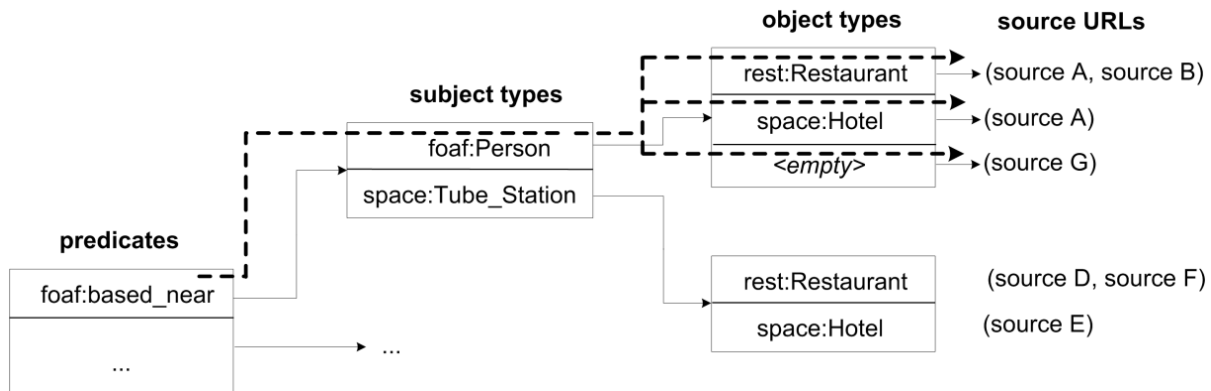 object types
source URLs
rest:Restaurant
(source A, source B)
subject types
space:Hotel
(source A)
foaf:Person
<empty>
(source G)
space:Tube_Station
predicates
rest:Restaurant
(source D, source F)
foaf:based_near
space:Hotel
(source E)
...
...